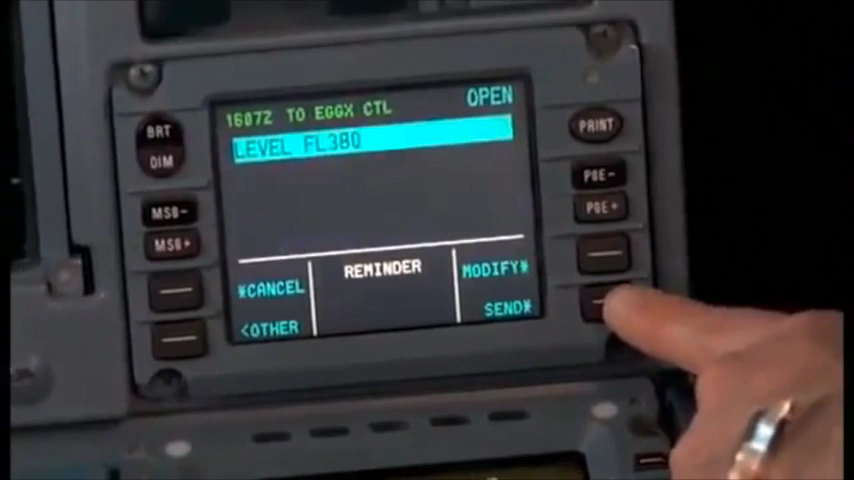 1607Z TO EGGX CTL
OPEN
LEVEL FL380
REMINDER
*CANCEL
MODIFY*
<OTHER
SEND*
BRT
DIM
MSG-
MSG+
PRINT
PGE-
PGE+